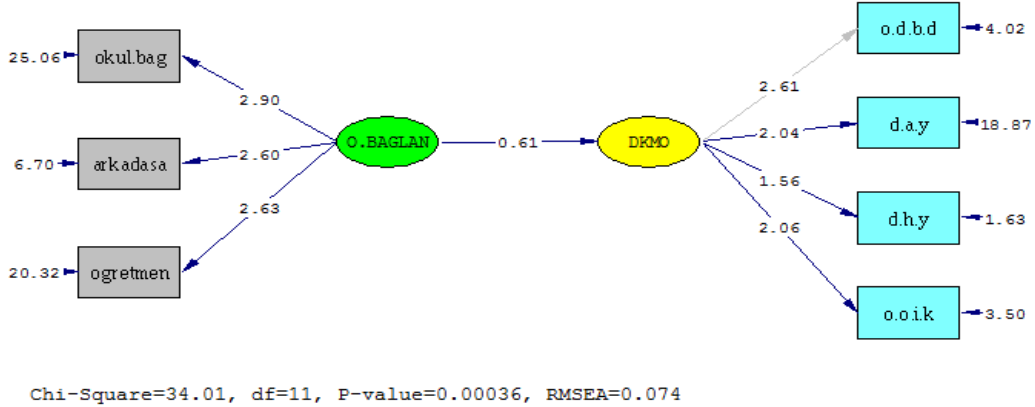 o.d.b.d
4.02
25.06
okul.bag
2.61
2.90
d.a.y
18.87
2.04
O.BAGLAN
0.61
DKMO
6.70
arkadasa
2.60
1.56
2.63
2.06
d.h.y
1.63
20.32
ogretmen
o.o.i.k
3.50
Chi-Square=34.01, df=11, P-value=0.00036, RMSEA=0.074